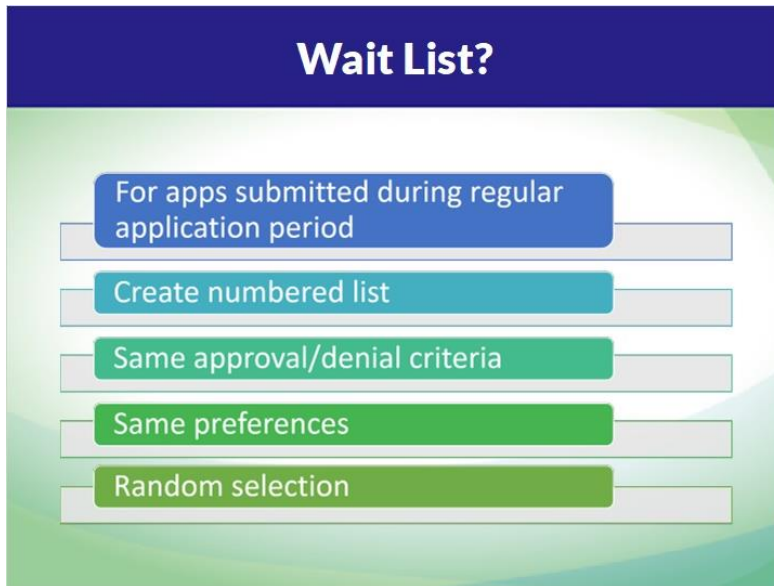 Wait List?
For apps submitted during regular
application period
Create numbered list
Same approval/denial criteria
Same preferences
Random selection